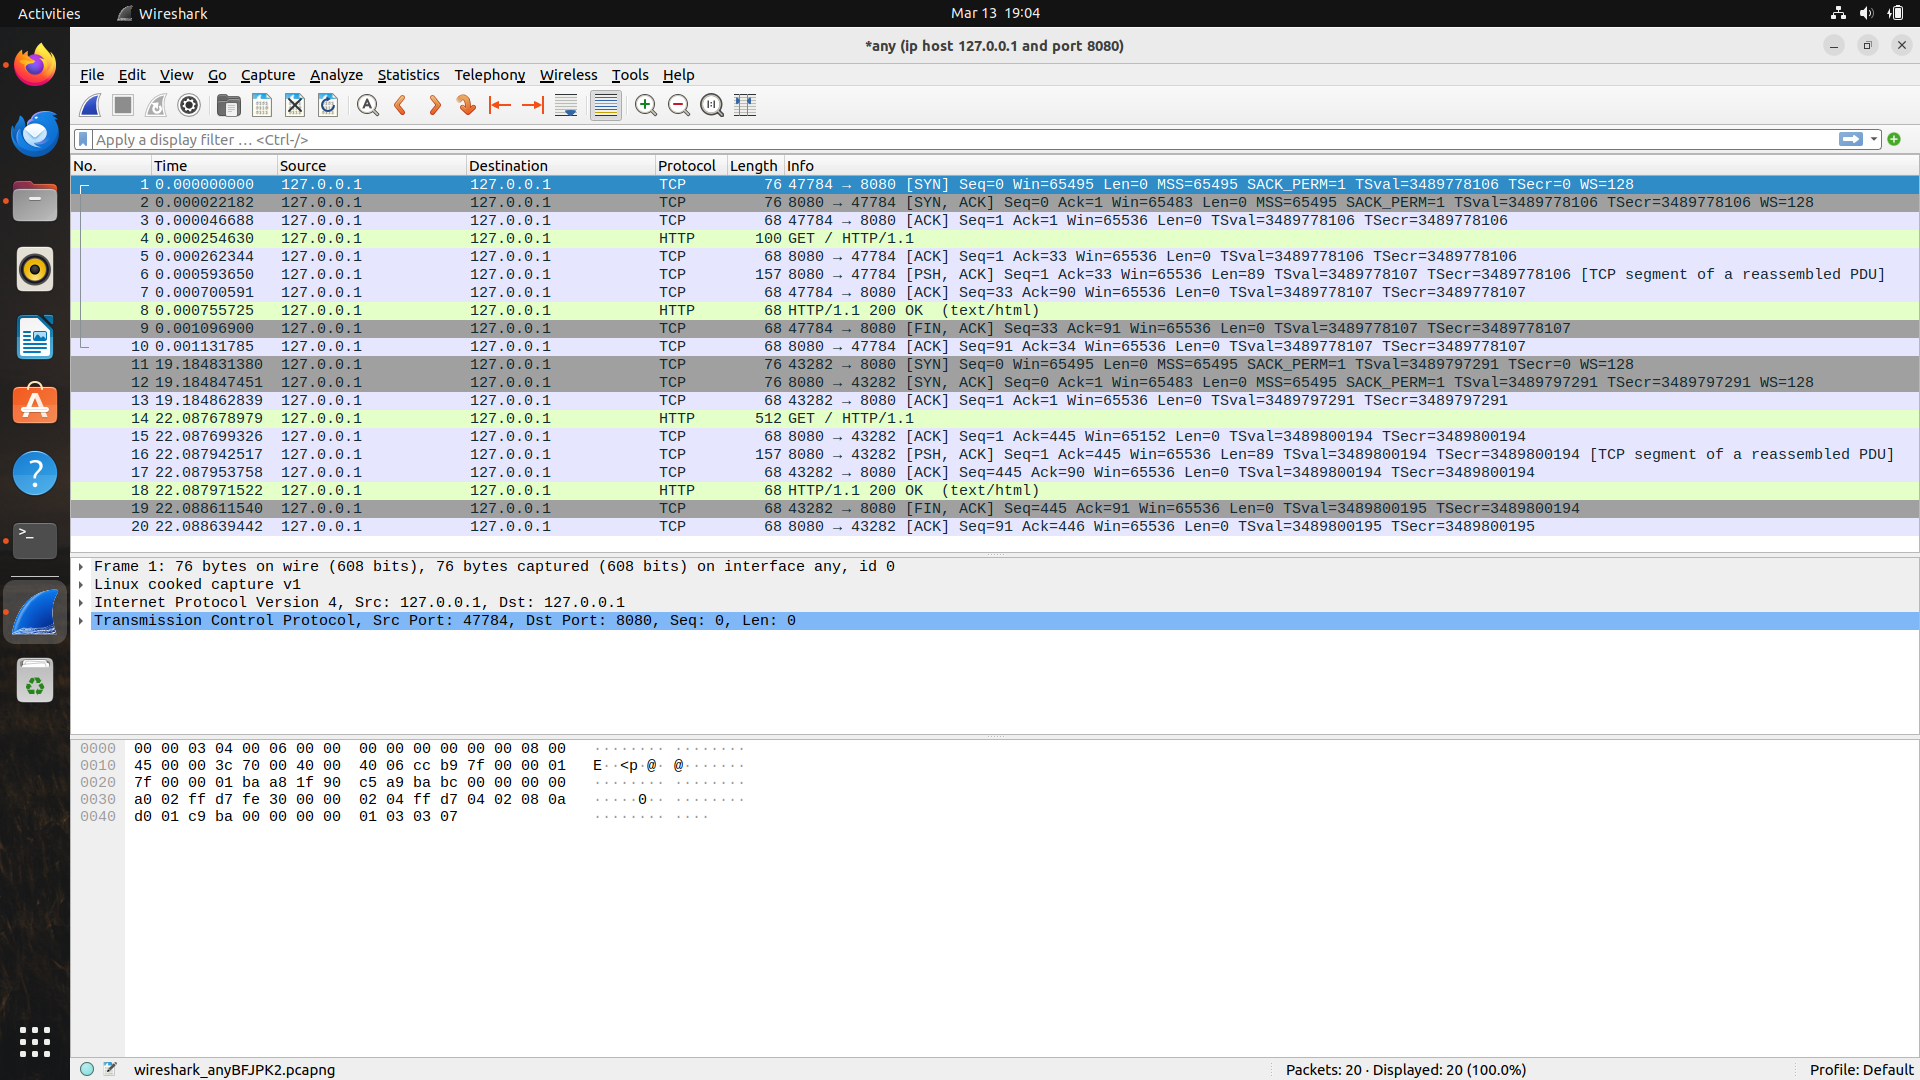 Activities Wireshark Mar 13 19:04
*any (ip host 127.0.0.1 and port 8080)
File Edit View Go Capture Analyze Statistics Telephony Wireless Tools Help
Apply a display filter … <Ctrl-/>
No. Time Source Destination Protocol Length Info
1 0.000000000 127.0.0.1 127.0.0.1 TCP 76 47784 → 8080 [SYN] Seq=0 Win=65495 Len=0 MSS=65495 SACK_PERM=1 TSval=3489778106 TSecr=0 WS=128
2 0.000022182 127.0.0.1 127.0.0.1 TCP 76 8080 → 47784 [SYN, ACK] Seq=0 Ack=1 Win=65483 Len=0 MSS=65495 SACK_PERM=1 TSval=3489778106 TSecr=3489778106 WS=128
3 0.000046688 127.0.0.1 127.0.0.1 TCP 68 47784 → 8080 [ACK] Seq=1 Ack=1 Win=65536 Len=0 TSval=3489778106 TSecr=3489778106
4 0.000254630 127.0.0.1 127.0.0.1 HTTP 100 GET / HTTP/1.1
5 0.000262344 127.0.0.1 127.0.0.1 TCP 68 8080 → 47784 [ACK] Seq=1 Ack=33 Win=65536 Len=0 TSval=3489778106 TSecr=3489778106
6 0.000593650 127.0.0.1 127.0.0.1 TCP 157 8080 → 47784 [PSH, ACK] Seq=1 Ack=33 Win=65536 Len=89 TSval=3489778107 TSecr=3489778106 [TCP segment of a reassembled PDU]
7 0.000700591 127.0.0.1 127.0.0.1 TCP 68 47784 → 8080 [ACK] Seq=33 Ack=90 Win=65536 Len=0 TSval=3489778107 TSecr=3489778107
8 0.000755725 127.0.0.1 127.0.0.1 HTTP 68 HTTP/1.1 200 OK (text/html)
9 0.001096900 127.0.0.1 127.0.0.1 TCP 68 47784 → 8080 [FIN, ACK] Seq=33 Ack=91 Win=65536 Len=0 TSval=3489778107 TSecr=3489778107
10 0.001131785 127.0.0.1 127.0.0.1 TCP 68 8080 → 47784 [ACK] Seq=91 Ack=34 Win=65536 Len=0 TSval=3489778107 TSecr=3489778107
11 19.184831380 127.0.0.1 127.0.0.1 TCP 76 43282 → 8080 [SYN] Seq=0 Win=65495 Len=0 MSS=65495 SACK_PERM=1 TSval=3489797291 TSecr=0 WS=128
12 19.184847451 127.0.0.1 127.0.0.1 TCP 76 8080 → 43282 [SYN, ACK] Seq=0 Ack=1 Win=65483 Len=0 MSS=65495 SACK_PERM=1 TSval=3489797291 TSecr=3489797291 WS=128
13 19.184862839 127.0.0.1 127.0.0.1 TCP 68 43282 → 8080 [ACK] Seq=1 Ack=1 Win=65536 Len=0 TSval=3489797291 TSecr=3489797291
14 22.087678979 127.0.0.1 127.0.0.1 HTTP 512 GET / HTTP/1.1
15 22.087699326 127.0.0.1 127.0.0.1 TCP 68 8080 → 43282 [ACK] Seq=1 Ack=445 Win=65152 Len=0 TSval=3489800194 TSecr=3489800194
16 22.087942517 127.0.0.1 127.0.0.1 TCP 157 8080 → 43282 [PSH, ACK] Seq=1 Ack=445 Win=65536 Len=89 TSval=3489800194 TSecr=3489800194 [TCP segment of a reassembled PDU]
17 22.087953758 127.0.0.1 127.0.0.1 TCP 68 43282 → 8080 [ACK] Seq=445 Ack=90 Win=65536 Len=0 TSval=3489800194 TSecr=3489800194
18 22.087971522 127.0.0.1 127.0.0.1 HTTP 68 HTTP/1.1 200 OK (text/html)
19 22.088611540 127.0.0.1 127.0.0.1 TCP 68 43282 → 8080 [FIN, ACK] Seq=445 Ack=91 Win=65536 Len=0 TSval=3489800195 TSecr=3489800194
20 22.088639442 127.0.0.1 127.0.0.1 TCP 68 8080 → 43282 [ACK] Seq=91 Ack=446 Win=65536 Len=0 TSval=3489800195 TSecr=3489800195
Frame 1: 76 bytes on wire (608 bits), 76 bytes captured (608 bits) on interface any, id 0
Linux cooked capture v1
Internet Protocol Version 4, Src: 127.0.0.1, Dst: 127.0.0.1
Transmission Control Protocol, Src Port: 47784, Dst Port: 8080, Seq: 0, Len: 0
0000 00 00 03 04 00 06 00 00 00 00 00 00 00 00 08 00 ········ ········
0010 45 00 00 3c 70 00 40 00 40 06 cc b9 7f 00 00 01 E··<p·@· @·······
0020 7f 00 00 01 ba a8 1f 90 c5 a9 ba bc 00 00 00 00 ········ ········
0030 a0 02 ff d7 fe 30 00 00 02 04 ff d7 04 02 08 0a ·····0·· ········
0040 d0 01 c9 ba 00 00 00 00 01 03 03 07 ········ ····
wireshark_anyBFJPK2.pcapng Packets: 20 · Displayed: 20 (100.0%) Profile: Default